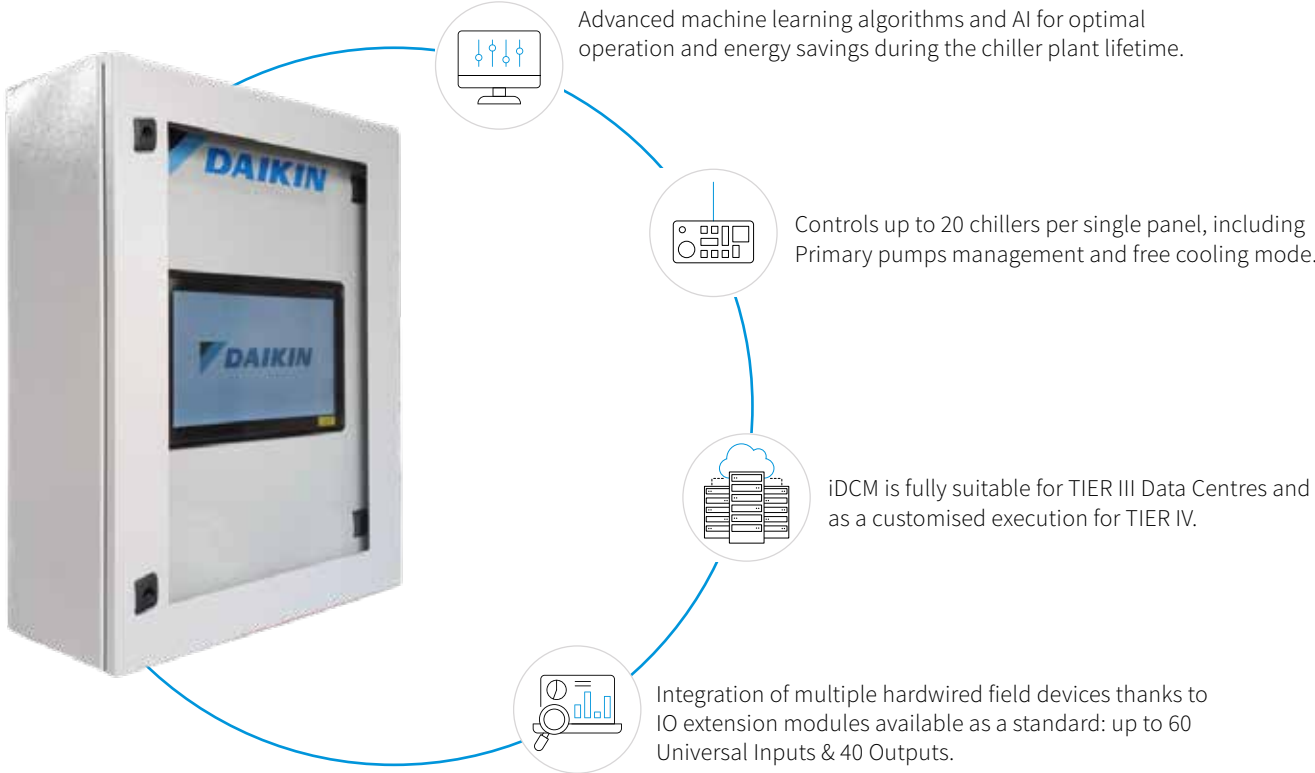 Advanced machine learning algorithms and AI for optimal
operation and energy savings during the chiller plant lifetime.
DAIKIN
Controls up to 20 chillers per single panel, including
Primary pumps management and free cooling mode.
DAIKIN
iDCM is fully suitable for TIER III Data Centres and
as a customised execution for TIER IV.
Integration of multiple hardwired field devices thanks to
IO extension modules available as a standard: up to 60
Universal Inputs & 40 Outputs.